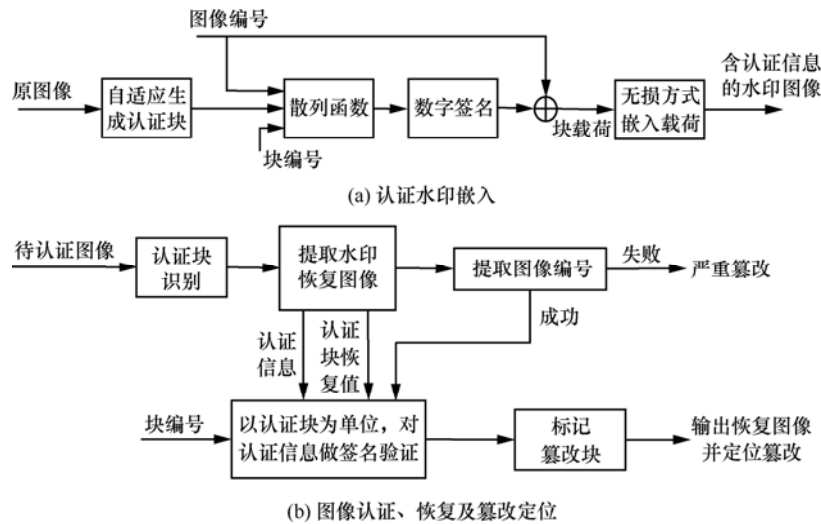 图像编号
原图像
自适应生
成认证块
散列函数
数字签名
块载荷
无损方式
嵌入载荷
含认证信息
的水印图像
块编号
(a) 认证水印嵌入
待认证图像
认证块
识别
提取水印
恢复图像
提取图像编号
失败
严重篡改
认证
信息
认证
块恢
复值
成功
块编号
以认证块为单位，对
认证信息做签名验证
标记
篡改块
输出恢复图像
并定位篡改
(b) 图像认证、恢复及篡改定位